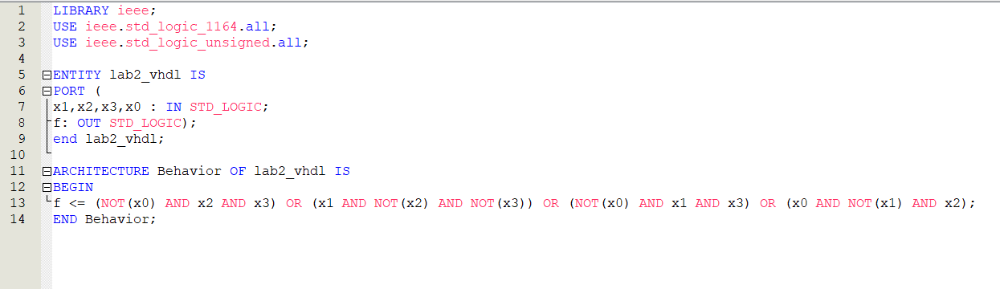 1 LIBRARY ieee;
2 USE ieee.std_logic_1164.all;
3 USE ieee.std_logic_unsigned.all;
4
5 ENTITY lab2_vhdl IS
6 PORT (
7 x1,x2,x3,x0 : IN STD_LOGIC;
8 f: OUT STD_LOGIC);
9 end lab2_vhdl;
10
11 ARCHITECTURE Behavior OF lab2_vhdl IS
12 BEGIN
13 f <= (NOT(x0) AND x2 AND x3) OR (x1 AND NOT(x2) AND NOT(x3)) OR (NOT(x0) AND x1 AND x3) OR (x0 AND NOT(x1) AND x2);
14 END Behavior;